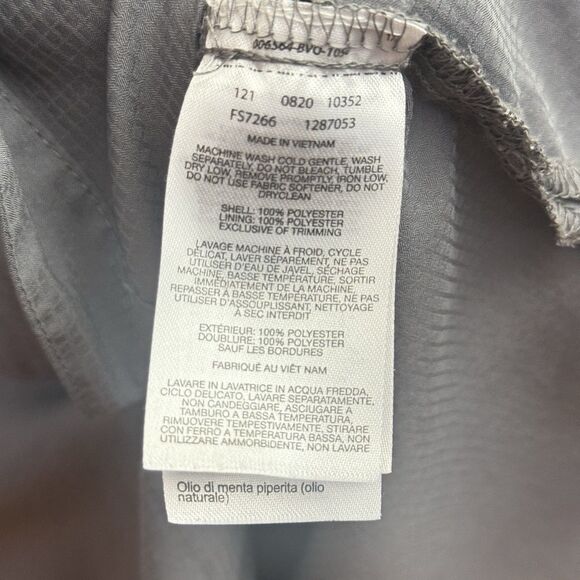 006564-BVO-109
121 0820 10352
FS7266 1287053
MADE IN VIETNAM
MACHINE WASH COLD GENTLE, WASH
SEPARATELY, DO NOT BLEACH, TUMBLE
DRY LOW, REMOVE PROMPTLY, IRON LOW,
DO NOT USE FABRIC SOFTENER, DO NOT
DRYCLEAN
SHELL: 100% POLYESTER
LINING: 100% POLYESTER
EXCLUSIVE OF TRIMMING
LAVAGE MACHINE À FROID, CYCLE
DÉLICAT, LAVER SÉPARÉMENT, NE PAS
UTILISER D'EAU DE JAVEL, SÉCHAGE
MACHINE, BASSE TEMPÉRATURE, SORTIR
IMMÉDIATEMENT DE LA MACHINE,
REPASSER À BASSE TEMPÉRATURE, NE PAS
UTILISER D'ASSOUPLISSANT, NETTOYAGE
À SEC INTERDIT
EXTÉRIEUR: 100% POLYESTER
DOUBLURE: 100% POLYESTER
SAUF LES BORDURES
FABRIQUÉ AU VIÊT NAM
LAVARE IN LAVATRICE IN ACQUA FREDDA,
CICLO DELICATO, LAVARE SEPARATAMENTE,
NON CANDEGGIARE, ASCIUGARE A
TAMBURO A BASSA TEMPERATURA,
RIMUOVERE TEMPESTIVAMENTE, STIRARE
CON FERRO A TEMPERATURA BASSA, NON
UTILIZZARE AMMORBIDENTE, NON LAVARE
Olio di menta piperita (olio
naturale)